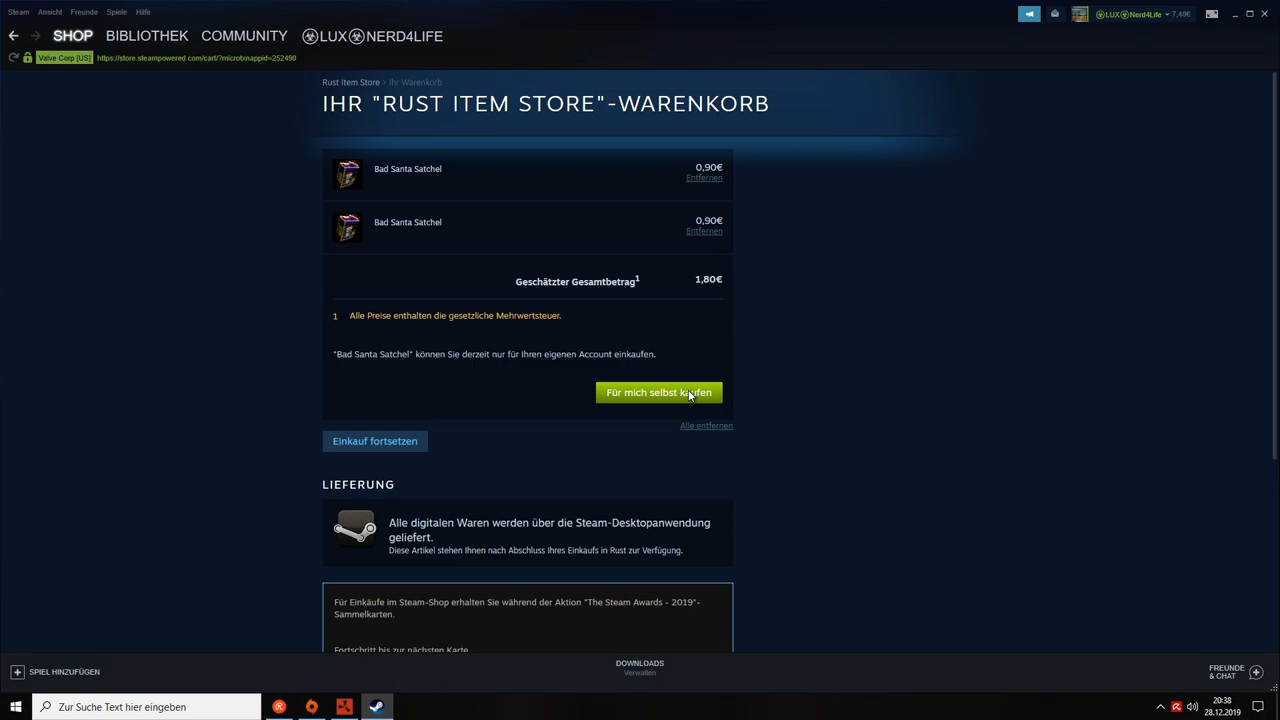 Steam Ansicht Freunde Spiele Hilfe
☣LUX☣Nerd4Life 7,48€
SHOP BIBLIOTHEK COMMUNITY ☣LUX☣NERD4LIFE
Valve Corp [US] https://store.steampowered.com/cart/?microtxnappid=252490
Rust Item Store > Ihr Warenkorb
IHR "RUST ITEM STORE"-WARENKORB
Bad Santa Satchel 0,90€
Entfernen
Bad Santa Satchel 0,90€
Entfernen
Geschätzter Gesamtbetrag1 1,80€
1 Alle Preise enthalten die gesetzliche Mehrwertsteuer.
"Bad Santa Satchel" können Sie derzeit nur für Ihren eigenen Account einkaufen.
Für mich selbst kaufen
Alle entfernen
Einkauf fortsetzen
LIEFERUNG
Alle digitalen Waren werden über die Steam-Desktopanwendung
geliefert.
Diese Artikel stehen Ihnen nach Abschluss Ihres Einkaufs in Rust zur Verfügung.
Für Einkäufe im Steam-Shop erhalten Sie während der Aktion "The Steam Awards - 2019"-
Sammelkarten.
Fortschritt bis zur nächsten Karte
SPIEL HINZUFÜGEN
DOWNLOADS
Verwalten
FREUNDE
& CHAT
Zur Suche Text hier eingeben
20:38
28.12.2019